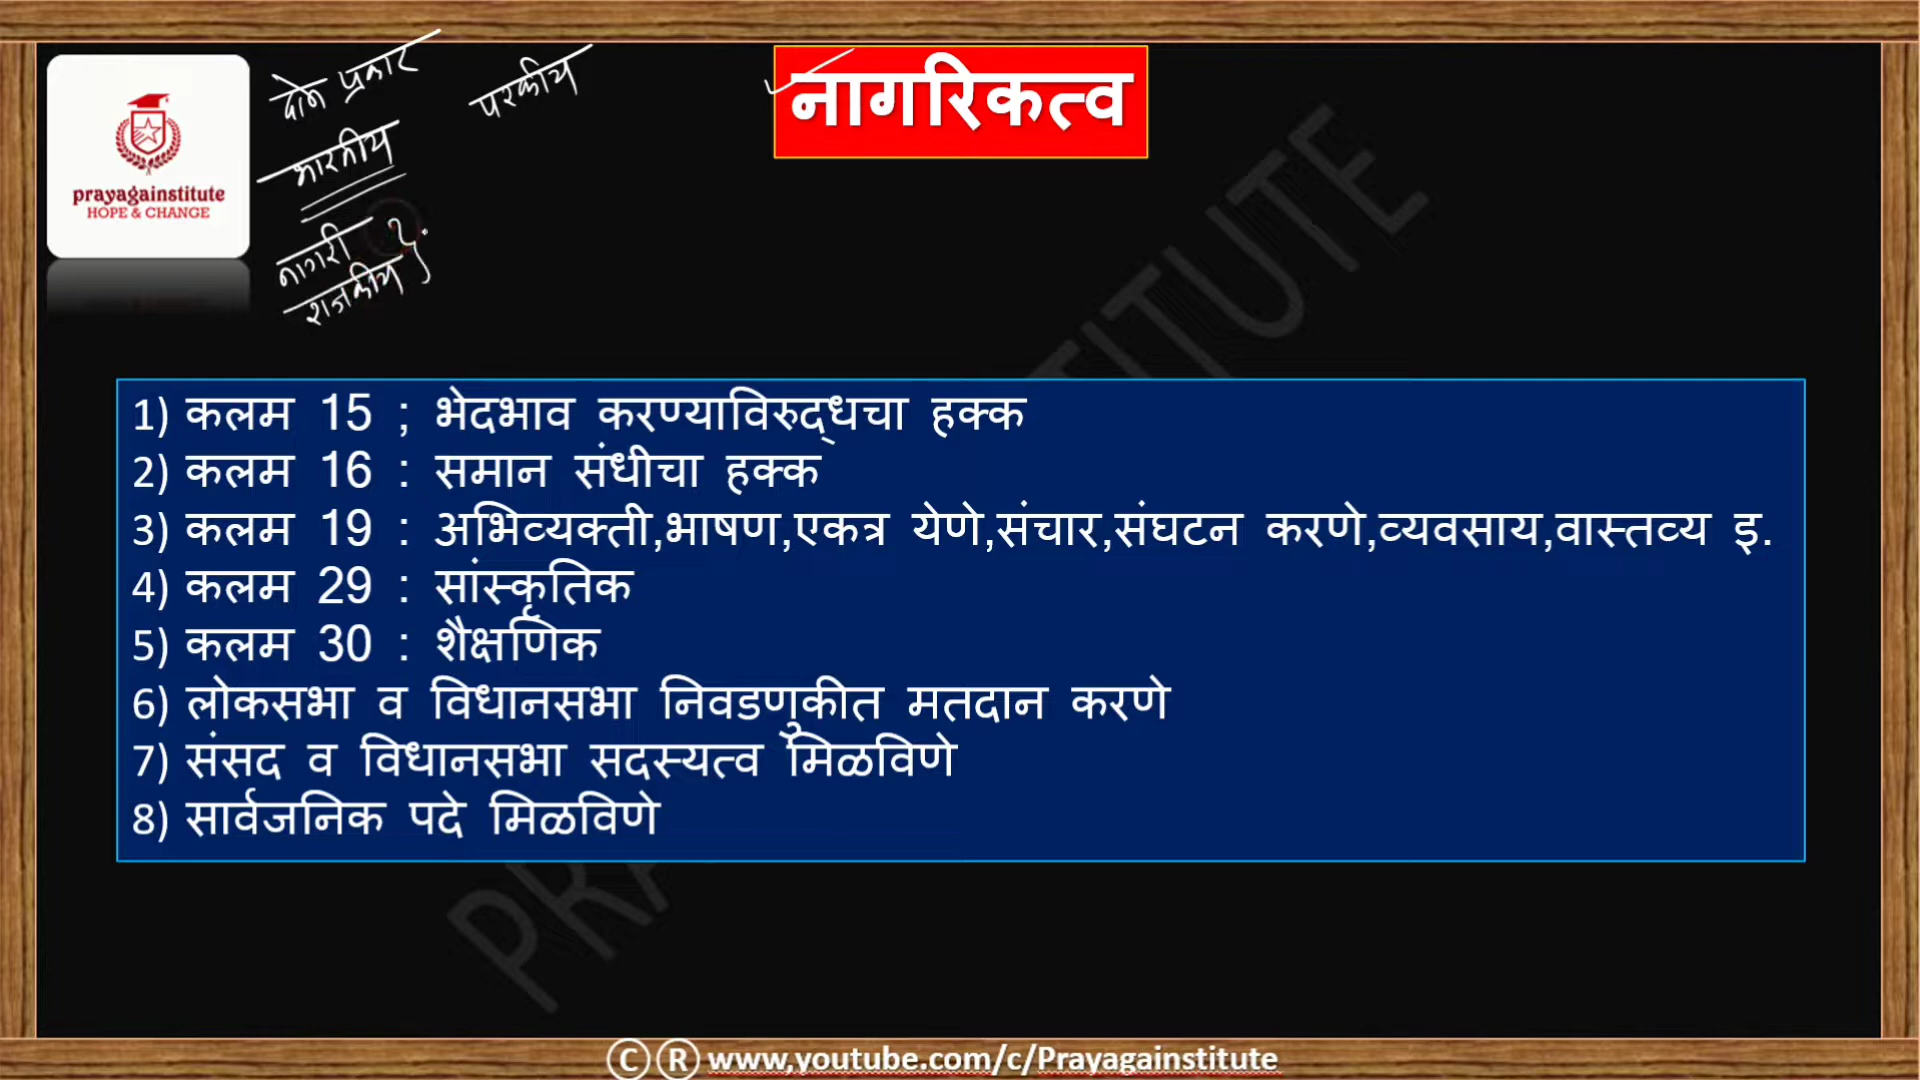 prayagainstitute
HOPE & CHANGE
दोन प्रकार
परकीय
भारतीय
नागरी
राजकीय
नागरिकत्व
1) कलम 15 ; भेदभाव करण्याविरुद्धचा हक्क
2) कलम 16 : समान संधीचा हक्क
3) कलम 19 : अभिव्यक्ती,भाषण,एकत्र येणे,संचार,संघटन करणे,व्यवसाय,वास्तव्य इ.
4) कलम 29 : सांस्कृतिक
5) कलम 30 : शैक्षणिक
6) लोकसभा व विधानसभा निवडणुकीत मतदान करणे
7) संसद व विधानसभा सदस्यत्व मिळविणे
8) सार्वजनिक पदे मिळविणे
Ⓒ Ⓡ www,youtube.com/c/Prayagainstitute